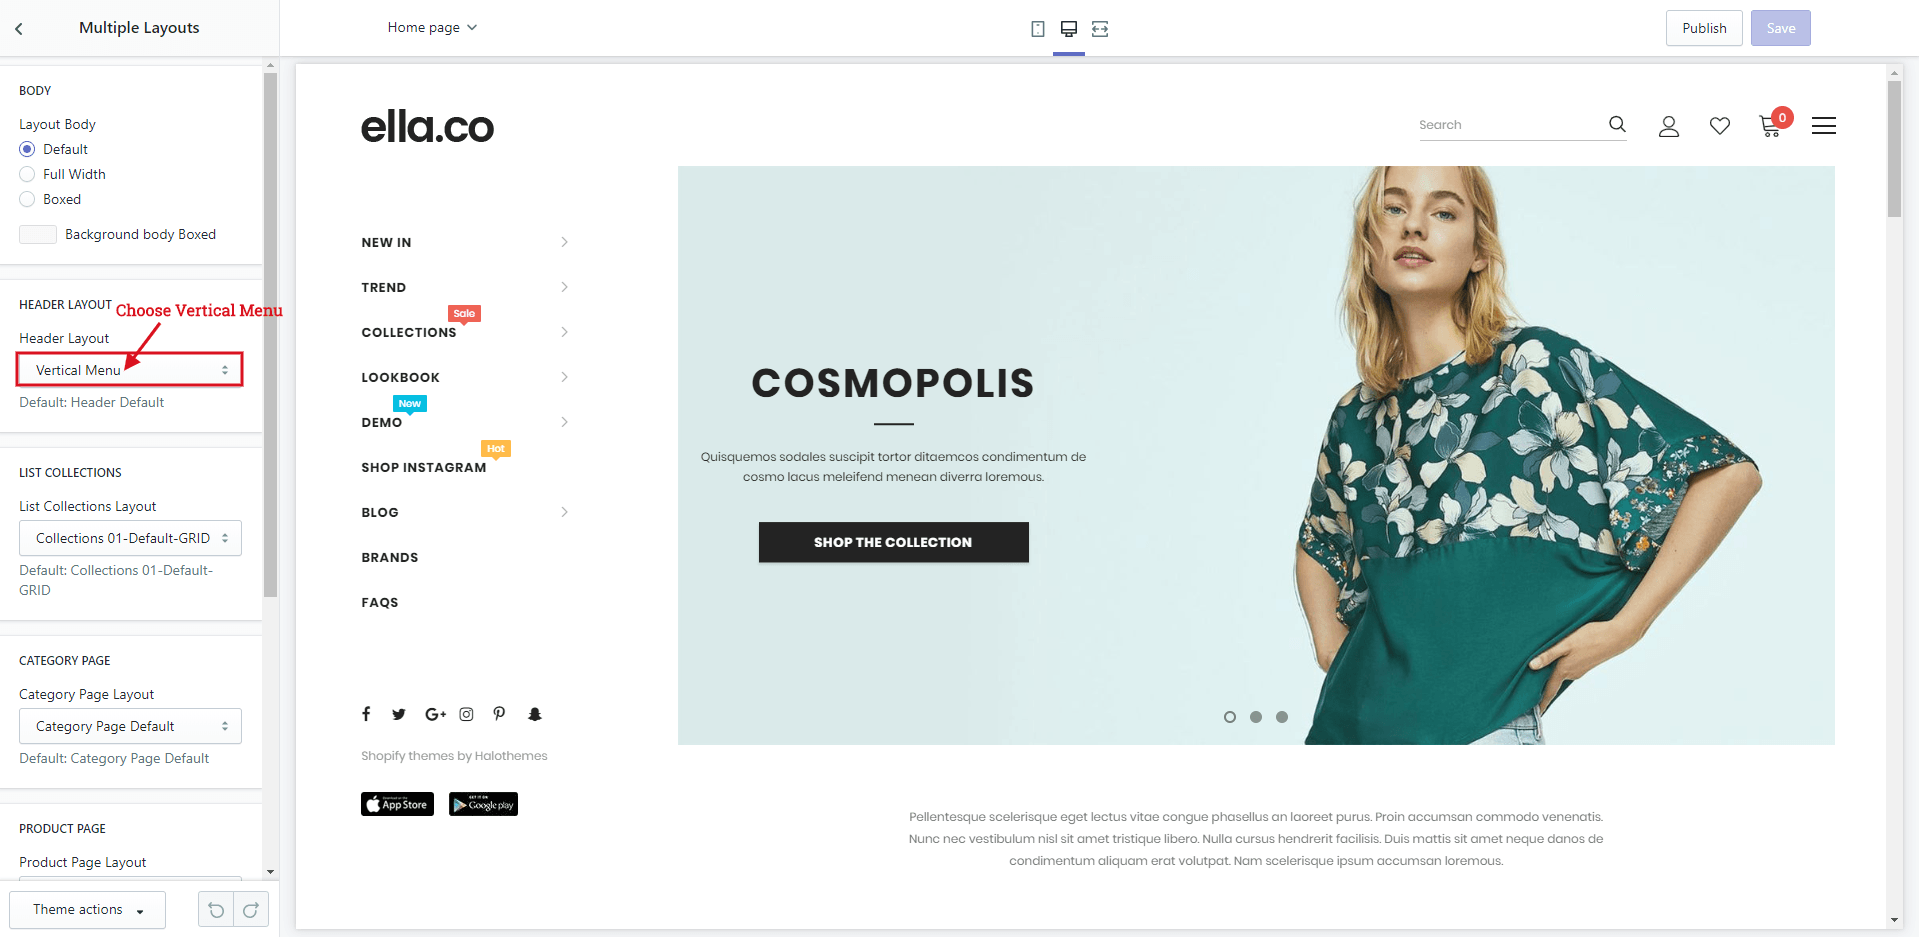 Multiple Layouts
Home page
Publish
Save
BODY
Layout Body
Default
Full Width
Boxed
Background body Boxed
HEADER LAYOUT
Choose Vertical Menu
Header Layout
Vertical Menu
Default: Header Default
LIST COLLECTIONS
List Collections Layout
Collections 01-Default-GRID
Default: Collections 01-Default-
GRID
CATEGORY PAGE
Category Page Layout
Category Page Default
Default: Category Page Default
PRODUCT PAGE
Product Page Layout
Theme actions
ella.co
Search
0
NEW IN
TREND
Sale
COLLECTIONS
LOOKBOOK
New
DEMO
Hot
SHOP INSTAGRAM
BLOG
BRANDS
FAQS
Shopify themes by Halothemes
Download on the
App Store
GET IT ON
Google play
COSMOPOLIS
Quisquemos sodales suscipit tortor ditaemcos condimentum de
cosmo lacus meleifend menean diverra loremous.
SHOP THE COLLECTION
Pellentesque scelerisque eget lectus vitae congue phasellus an laoreet purus. Proin accumsan commodo venenatis.
Nunc nec vestibulum nisl sit amet tristique libero. Nulla cursus hendrerit facilisis. Duis mattis sit amet neque danos de
condimentum aliquam erat volutpat. Nam scelerisque ipsum accumsan loremous.